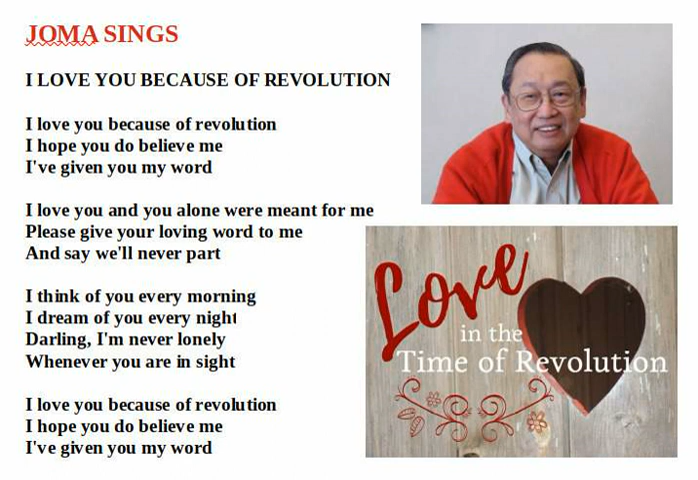 JOMA SINGS
I LOVE YOU BECAUSE OF REVOLUTION
I love you because of revolution
I hope you do believe me
I've given you my word
I love you and you alone were meant for me
Please give your loving word to me
And say we'll never part
I think of you every morning
I dream of you every night
Darling, I'm never lonely
Whenever you are in sight
I love you because of revolution
I hope you do believe me
I've given you my word
Love
in the
Time of Revolution